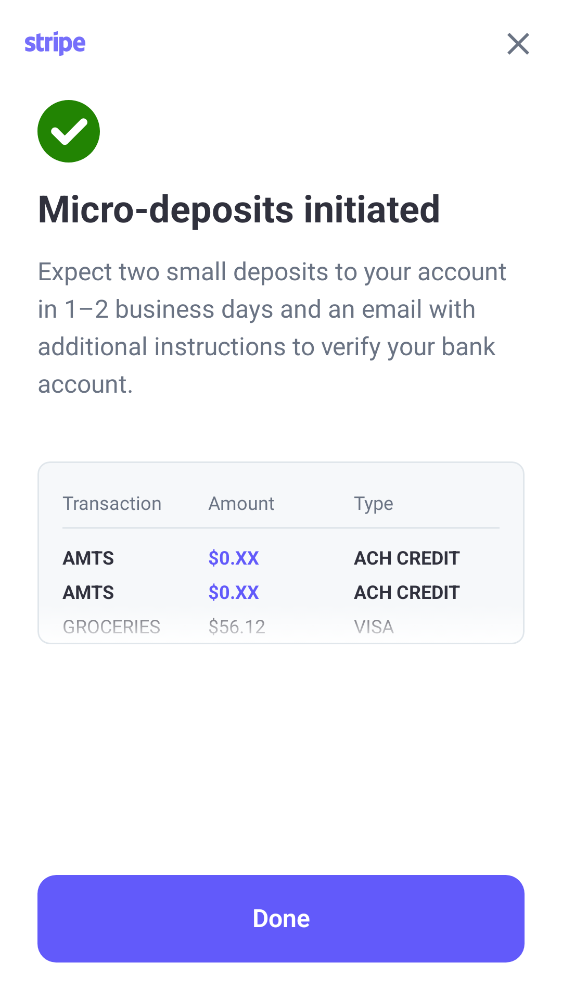 stripe
Micro-deposits initiated
Expect two small deposits to your account
in 1–2 business days and an email with
additional instructions to verify your bank
account.
Transaction Amount Type
AMTS $0.XX ACH CREDIT
AMTS $0.XX ACH CREDIT
GROCERIES $56.12 VISA
Done